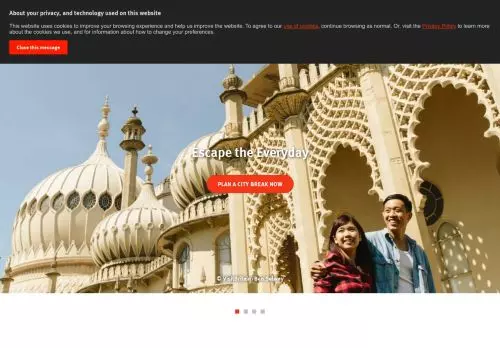 About your privacy, and technology used on this website
This website uses cookies to improve your browsing experience and help us improve the website. To agree to our use of cookies, continue browsing as normal. Or, visit the Privacy Policy to learn more
about the cookies we use, and for information about how to change your preferences.
Close this message
Escape the Everyday
PLAN A CITY BREAK NOW